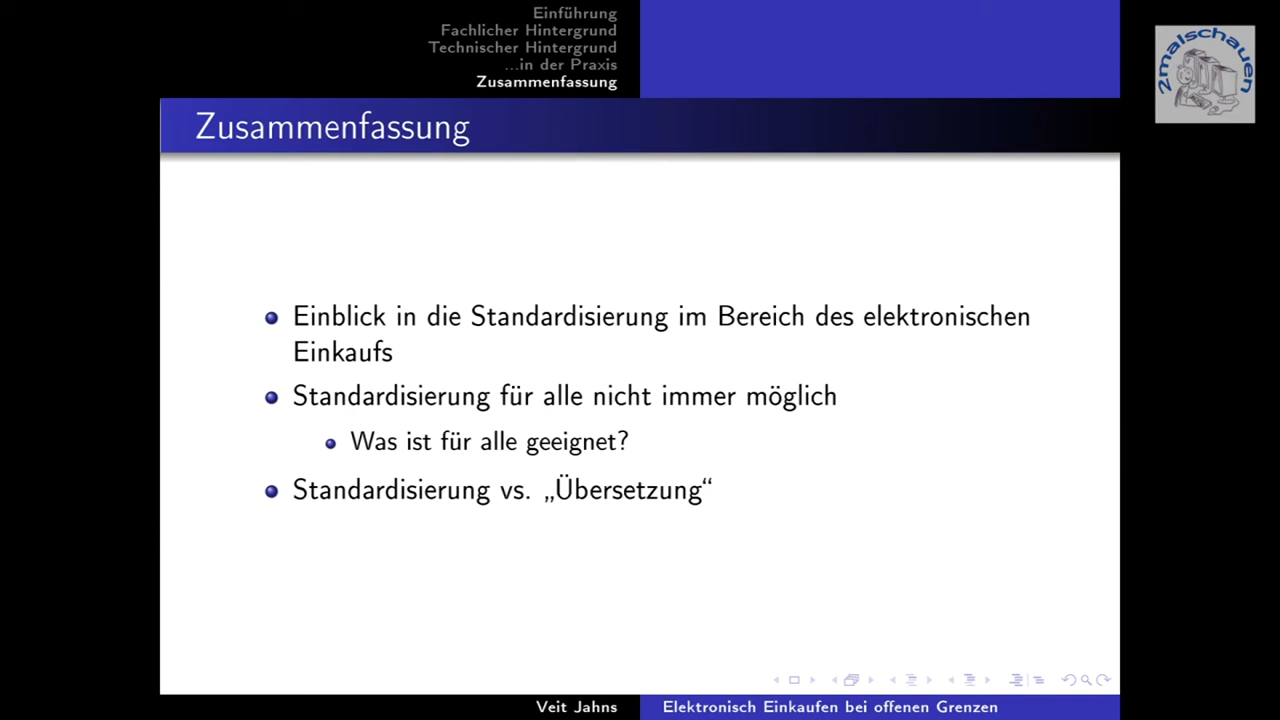 Einführung
Fachlicher Hintergrund
Technischer Hintergrund
...in der Praxis
Zusammenfassung
2malschauen
Zusammenfassung
Einblick in die Standardisierung im Bereich des elektronischen
Einkaufs
Standardisierung für alle nicht immer möglich
Was ist für alle geeignet?
Standardisierung vs. „Übersetzung“
Veit Jahns
Elektronisch Einkaufen bei offenen Grenzen